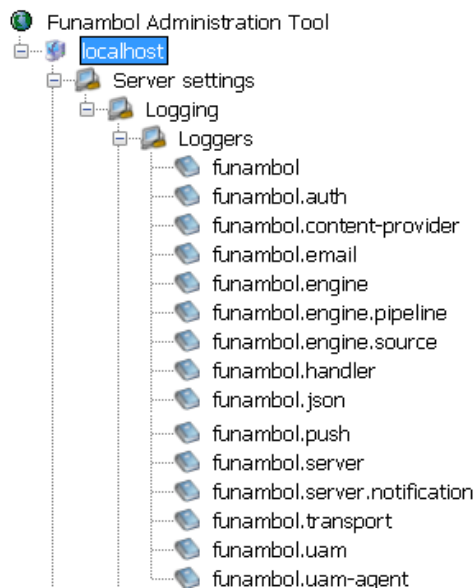 Funambol Administration Tool
localhost
Server settings
Logging
Loggers
funambol
funambol.auth
funambol.content-provider
funambol.email
funambol.engine
funambol.engine.pipeline
funambol.engine.source
funambol.handler
funambol.json
funambol.push
funambol.server
funambol.server.notification
funambol.transport
funambol.uam
funambol.uam-agent